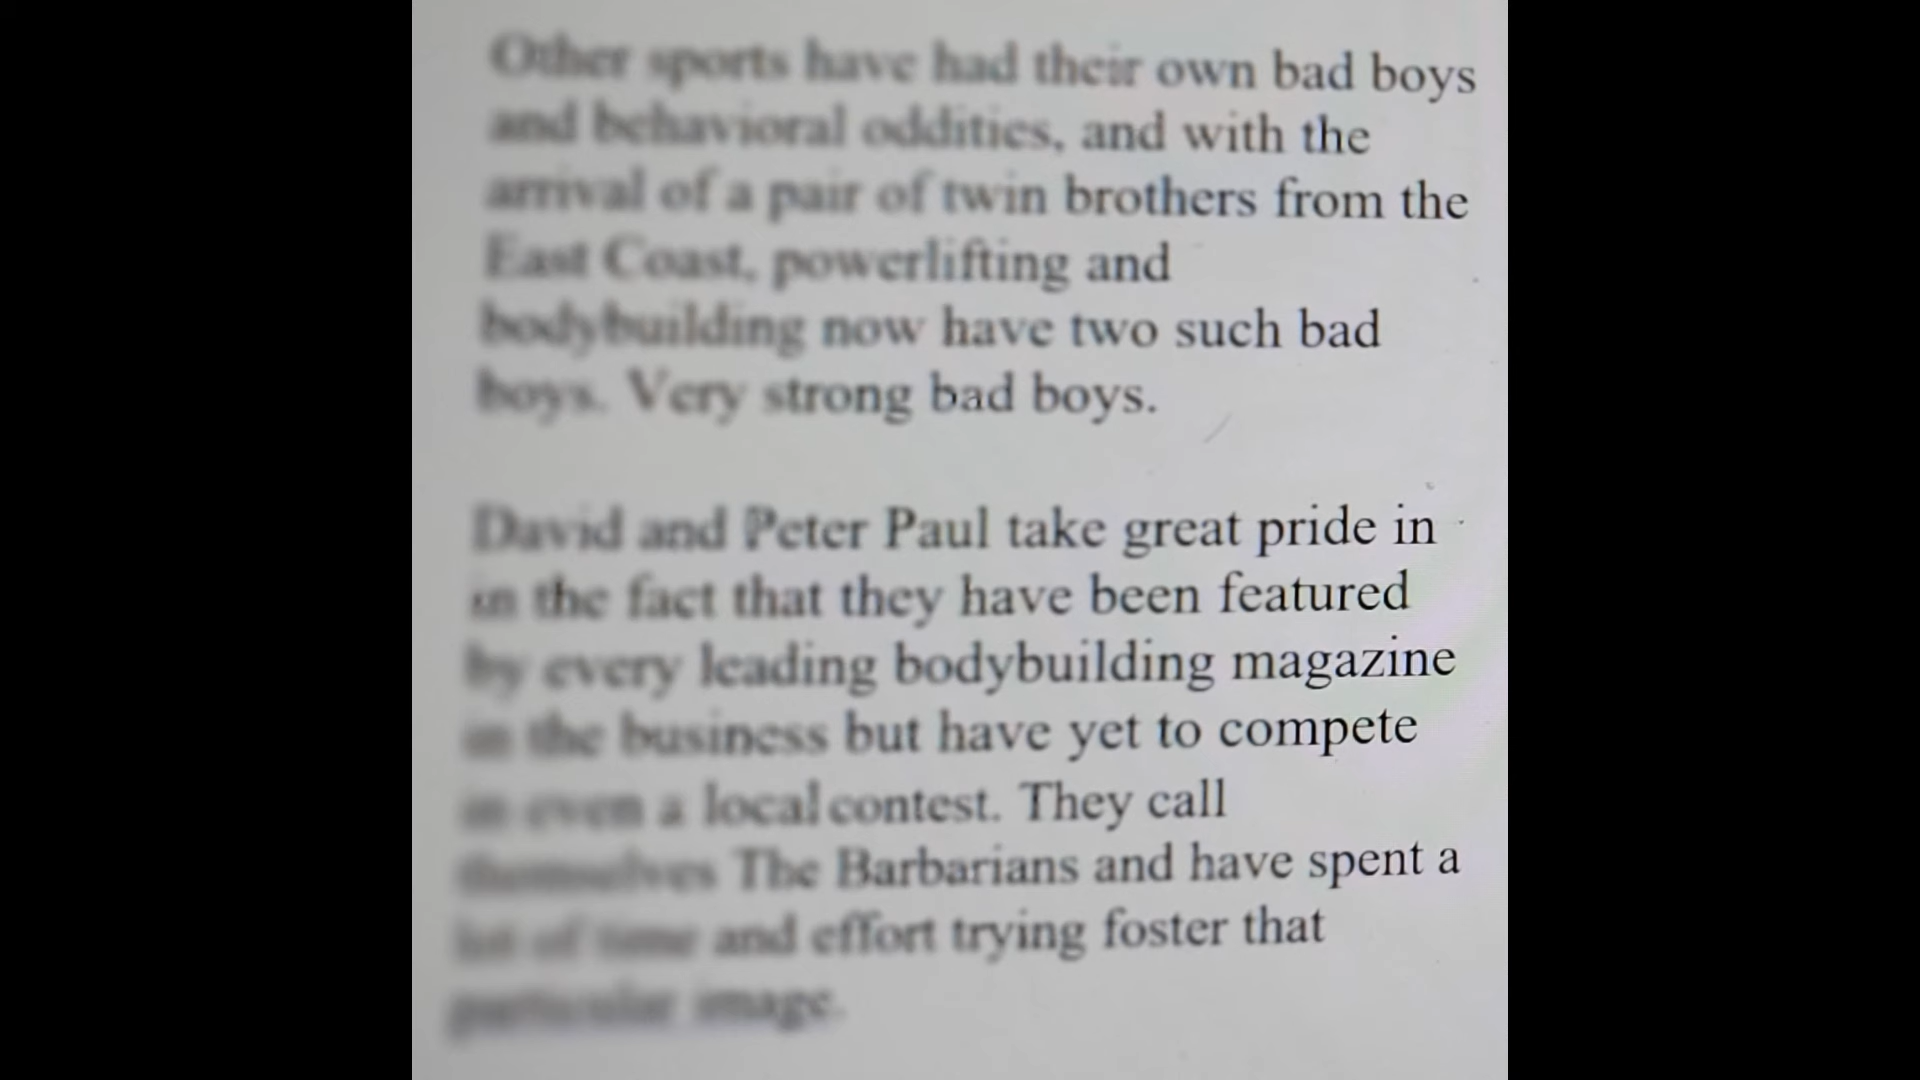 Other sports have had their own bad boys
and behavioral oddities, and with the
arrival of a pair of twin brothers from the
East Coast, powerlifting and
bodybuilding now have two such bad
boys. Very strong bad boys.
David and Peter Paul take great pride in
in the fact that they have been featured
by every leading bodybuilding magazine
in the business but have yet to compete
in even a local contest. They call
themselves The Barbarians and have spent a
lot of time and effort trying foster that
particular image.